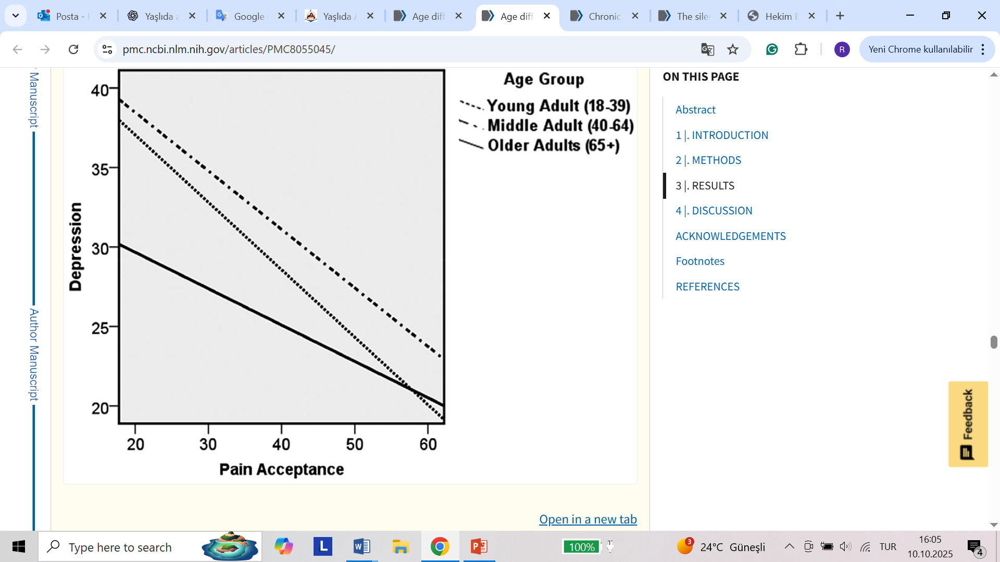 Posta -
Yaşlıda a
Google
Yaşlıda
Age diff
Age diff
Chronic
The sile
Hekim
pmc.ncbi.nlm.nih.gov/articles/PMC8055045/
R
Yeni Chrome kullanılabilir
Manuscript
Author Manuscript
40
35
30
25
20
Depression
20 30 40 50 60
Pain Acceptance
Age Group
Young Adult (18-39)
Middle Adult (40-64)
Older Adults (65+)
Open in a new tab
ON THIS PAGE
Abstract
1 |. INTRODUCTION
2 |. METHODS
3 |. RESULTS
4 |. DISCUSSION
ACKNOWLEDGEMENTS
Footnotes
REFERENCES
Feedback
Type here to search
L
100%
3
24°C Güneşli
TUR
16:05
10.10.2025
4